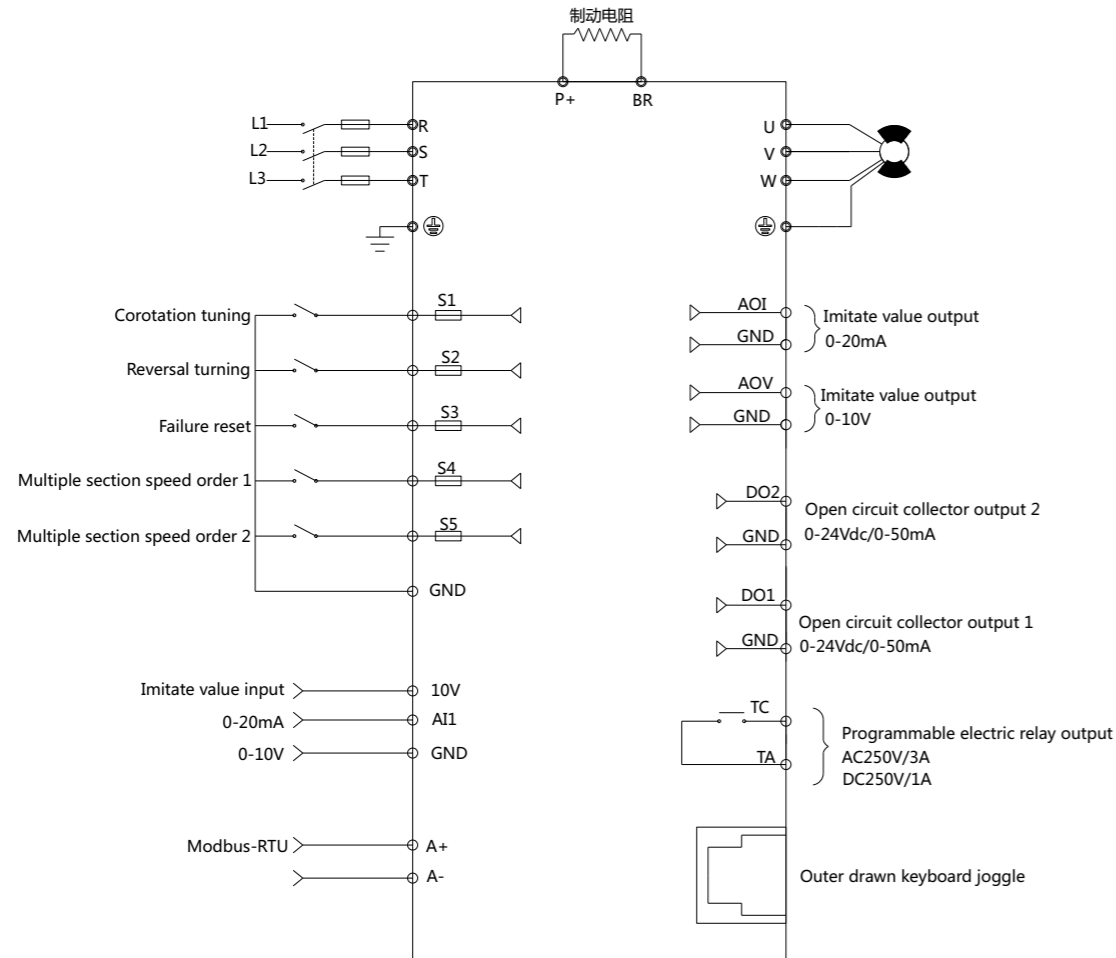 制动电阻
P+
BR
L1
R
L2
S
L3
T
U
V
W
Corotation tuning
S1
Reversal turning
S2
Failure reset
S3
Multiple section speed order 1
S4
Multiple section speed order 2
S5
GND
Imitate value input
10V
0-20mA
AI1
0-10V
GND
Modbus-RTU
A+
A-
AOI
GND
Imitate value output
0-20mA
AOV
GND
Imitate value output
0-10V
DO2
GND
Open circuit collector output 2
0-24Vdc/0-50mA
DO1
GND
Open circuit collector output 1
0-24Vdc/0-50mA
TC
TA
Programmable electric relay output
AC250V/3A
DC250V/1A
Outer drawn keyboard joggle